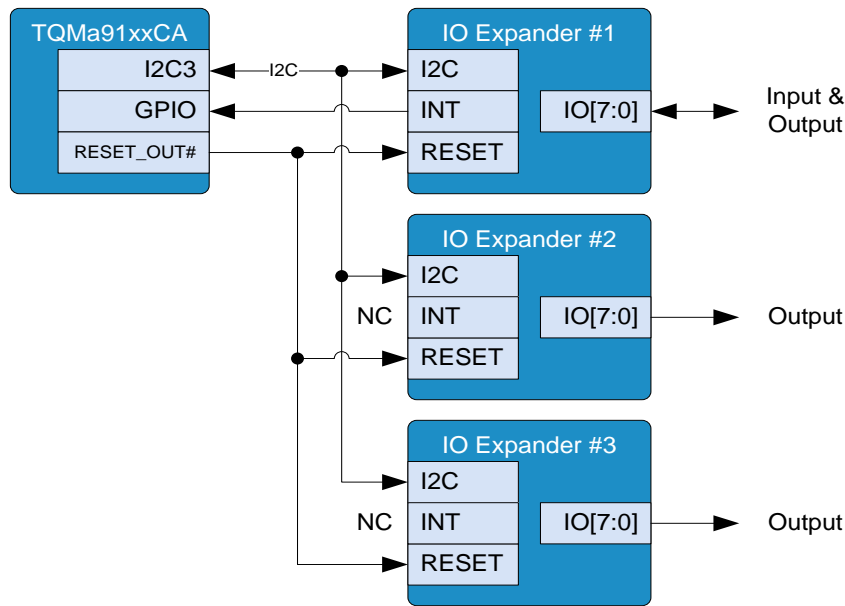 TQMa91xxCA
I2C3
GPIO
RESET_OUT#
I2C
IO Expander #1
I2C
INT
RESET
IO[7:0]
Input &
Output
IO Expander #2
I2C
NC
INT
RESET
IO[7:0]
Output
IO Expander #3
I2C
NC
INT
RESET
IO[7:0]
Output